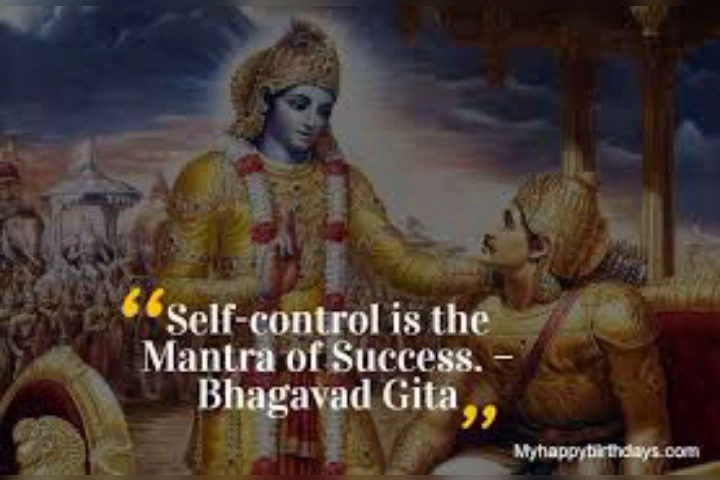 “Self-control is the
Mantra of Success. –
Bhagavad Gita„
Myhappybirthdays.com